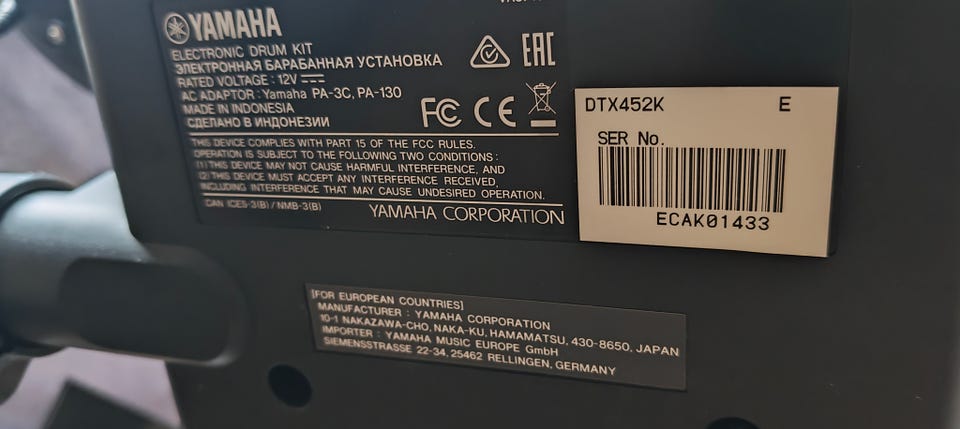 YAMAHA
ELECTRONIC DRUM KIT
ЭЛЕКТРОННАЯ БАРАБАННАЯ УСТАНОВКА
RATED VOLTAGE : 12V
AC ADAPTOR : Yamaha PA-3C, PA-130
MADE IN INDONESIA
СДЕЛАНО В ИНДОНЕЗИИ
EAC
FC CE
THIS DEVICE COMPLIES WITH PART 15 OF THE FCC RULES.
OPERATION IS SUBJECT TO THE FOLLOWING TWO CONDITIONS :
(1) THIS DEVICE MAY NOT CAUSE HARMFUL INTERFERENCE, AND
(2) THIS DEVICE MUST ACCEPT ANY INTERFERENCE RECEIVED,
INCLUDING INTERFERENCE THAT MAY CAUSE UNDESIRED OPERATION.
CAN ICES-3(B) / NMB-3(B)
YAMAHA CORPORATION
DTX452K E
SER No.
ECAK01433
[FOR EUROPEAN COUNTRIES]
MANUFACTURER : YAMAHA CORPORATION
10-1 NAKAZAWA-CHO, NAKA-KU, HAMAMATSU, 430-8650, JAPAN
IMPORTER : YAMAHA MUSIC EUROPE GmbH
SIEMENSSTRASSE 22-34, 25462 RELLINGEN, GERMANY